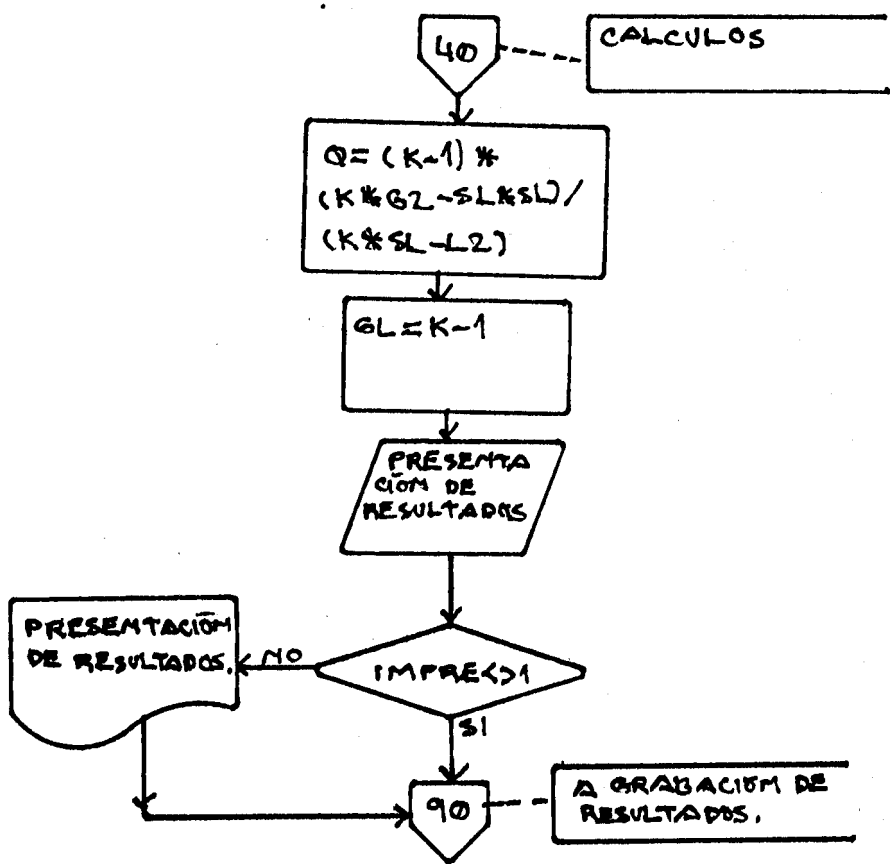 40
CALCULOS
Q=(K-1)*
(K*G2-SL*SL)/
(K*SL-L2)
GL=K-1
PRESENTA
CIÓN DE
RESULTADOS
PRESENTACIÓN
DE RESULTADOS.
NO
IMPRE<>1
SI
90
A GRABACIÓN DE
RESULTADOS.